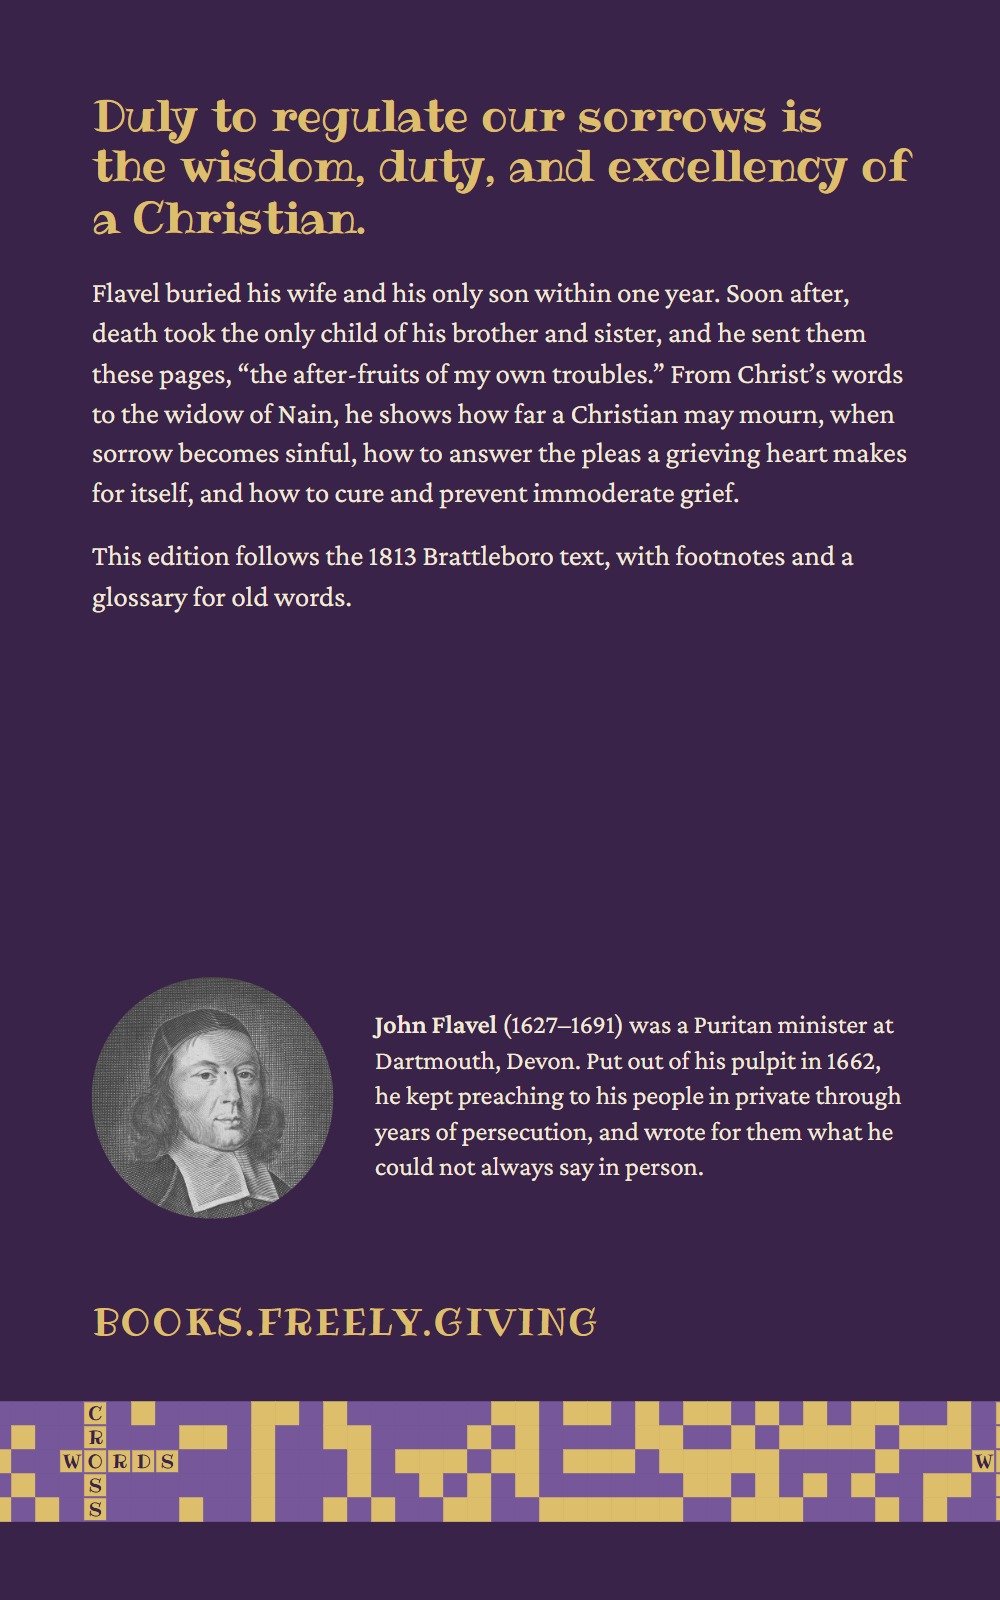 Duly to regulate our sorrows is
the wisdom, duty, and excellency of
a Christian.
Flavel buried his wife and his only son within one year. Soon after,
death took the only child of his brother and sister, and he sent them
these pages, “the after-fruits of my own troubles.” From Christ’s words
to the widow of Nain, he shows how far a Christian may mourn, when
sorrow becomes sinful, how to answer the pleas a grieving heart makes
for itself, and how to cure and prevent immoderate grief.
This edition follows the 1813 Brattleboro text, with footnotes and a
glossary for old words.
John Flavel (1627–1691) was a Puritan minister at
Dartmouth, Devon. Put out of his pulpit in 1662,
he kept preaching to his people in private through
years of persecution, and wrote for them what he
could not always say in person.
BOOKS.FREELY.GIVING
C
R
WORDS W
S
S